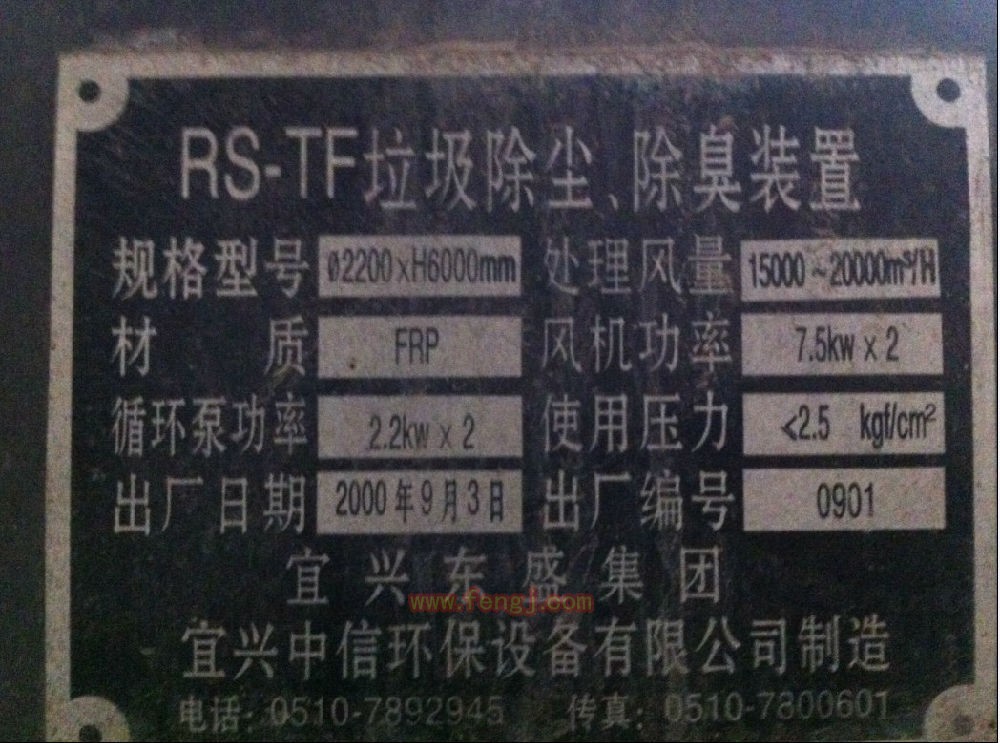 RS-TF垃圾除尘、除臭装置
规格型号 ø2200×H6000mm 处理风量 15000~20000m³/H
材 质 FRP 风机功率 7.5kw×2
循环泵功率 2.2kw×2 使用压力 <2.5 kgf/cm²
出厂日期 2000年9月3日 出厂编号 0901
宜兴东盛集团
www.fengj.com
宜兴中信环保设备有限公司制造
电话：0510-7892945 传真：0510-7800601